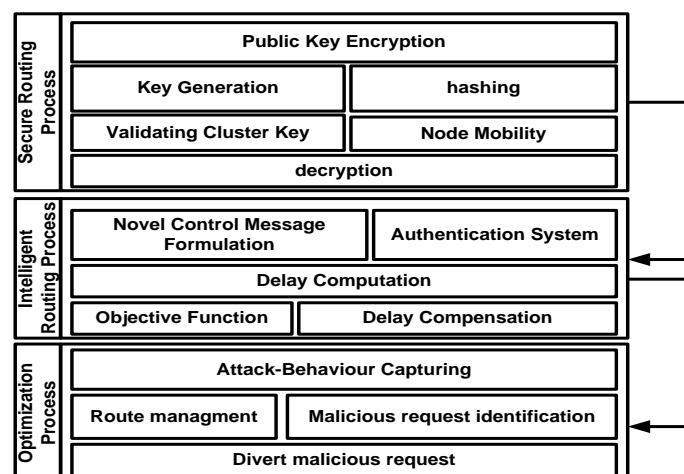 Secure Routing
Process
Public Key Encryption
Key Generation
hashing
Validating Cluster Key
Node Mobility
decryption
Intelligent
Routing Process
Novel Control Message
Formulation
Authentication System
Delay Computation
Objective Function
Delay Compensation
Optimization
Process
Attack-Behaviour Capturing
Route managment
Malicious request identification
Divert malicious request